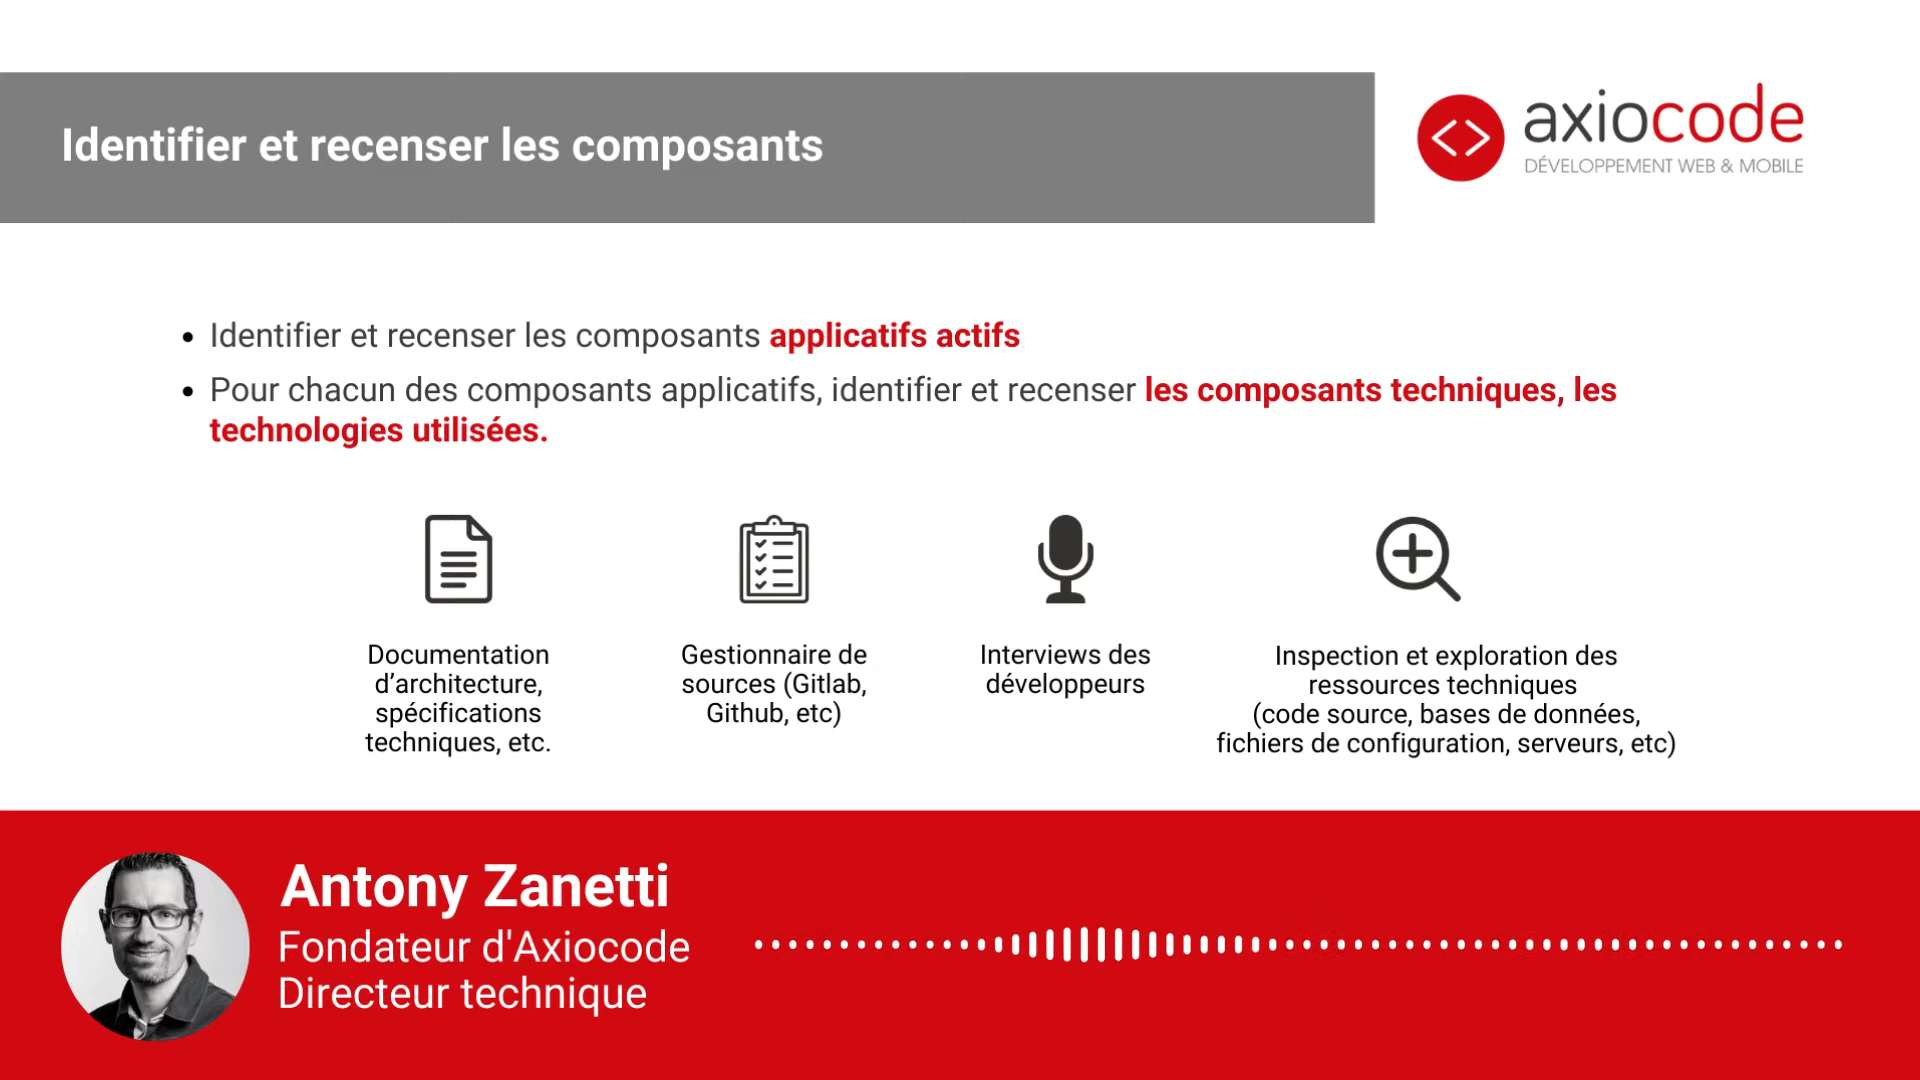 Identifier et recenser les composants
axiocode
DÉVELOPPEMENT WEB & MOBILE
• Identifier et recenser les composants applicatifs actifs
• Pour chacun des composants applicatifs, identifier et recenser les composants techniques, les
technologies utilisées.
Documentation
d’architecture,
spécifications
techniques, etc.
Gestionnaire de
sources (Gitlab,
Github, etc)
Interviews des
développeurs
Inspection et exploration des
ressources techniques
(code source, bases de données,
fichiers de configuration, serveurs, etc)
Antony Zanetti
Fondateur d'Axiocode
Directeur technique